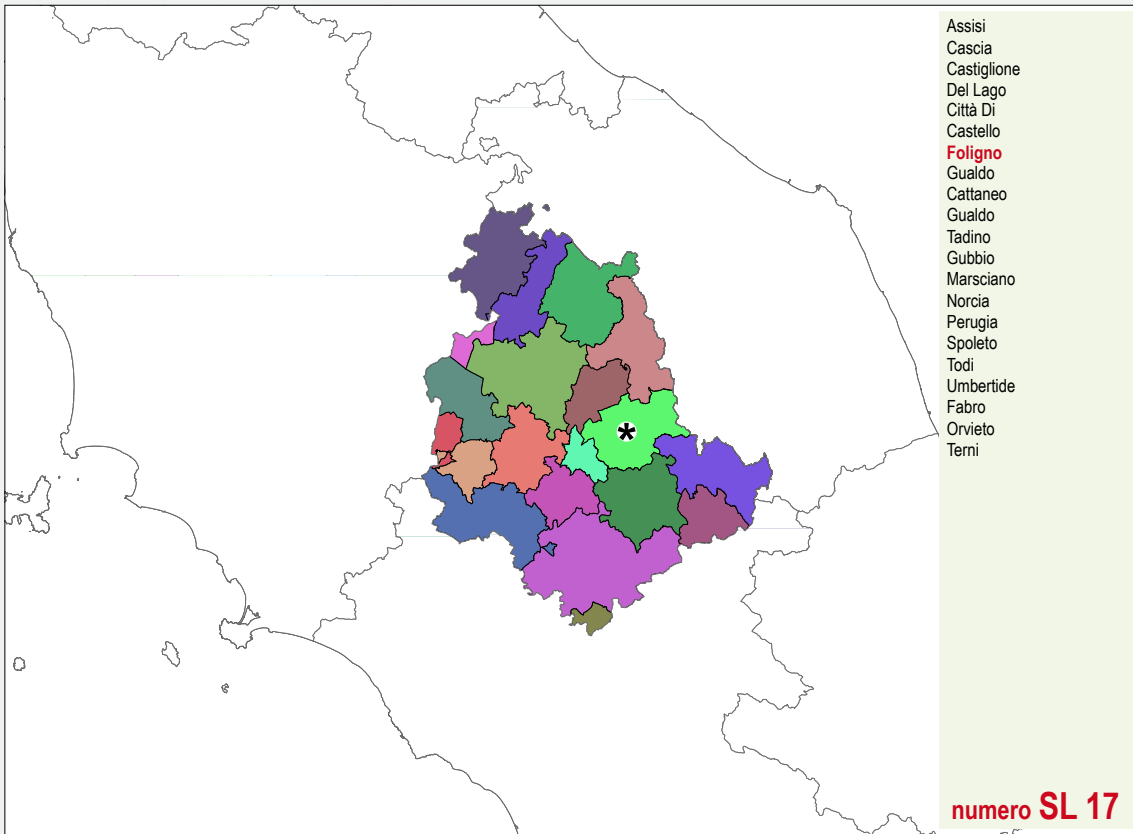 Assisi
Cascia
Castiglione
Del Lago
Città Di
Castello
Foligno
Gualdo
Cattaneo
Gualdo
Tadino
Gubbio
Marsciano
Norcia
Perugia
Spoleto
Todi
Umbertide
Fabro
Orvieto
Terni
*
numero SL 17